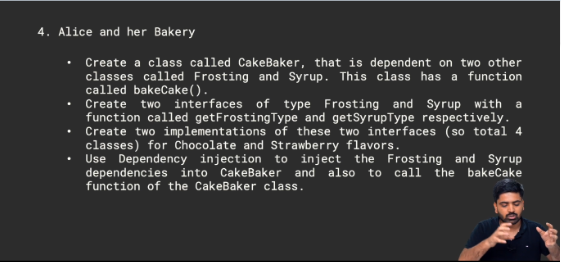 4. Alice and her Bakery
• Create a class called CakeBaker, that is dependent on two other
classes called Frosting and Syrup. This class has a function
called bakeCake().
• Create two interfaces of type Frosting and Syrup with a
function called getFrostingType and getSyrupType respectively.
• Create two implementations of these two interfaces (so total 4
classes) for Chocolate and Strawberry flavors.
• Use Dependency injection to inject the Frosting and Syrup
dependencies into CakeBaker and also to call the bakeCake
function of the CakeBaker class.